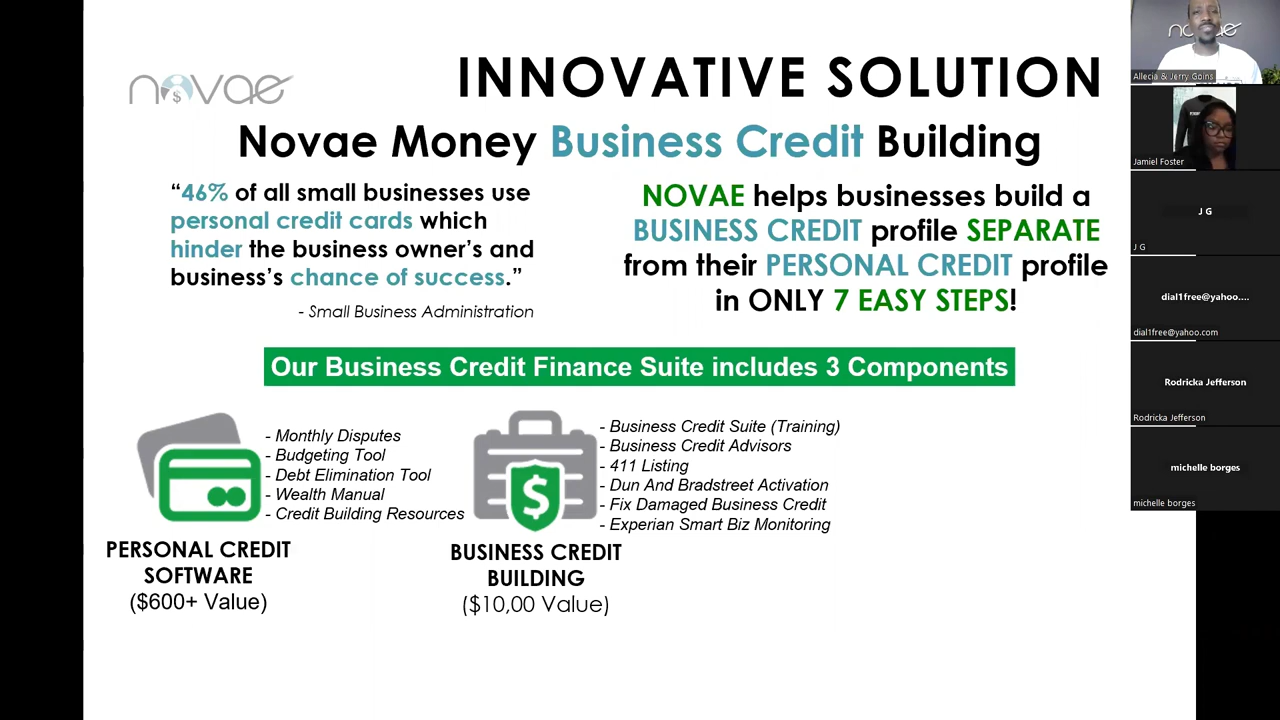 novae
INNOVATIVE SOLUTION
Novae Money Business Credit Building
“46% of all small businesses use
personal credit cards which
hinder the business owner’s and
business’s chance of success.”
- Small Business Administration
NOVAE helps businesses build a
BUSINESS CREDIT profile SEPARATE
from their PERSONAL CREDIT profile
in ONLY 7 EASY STEPS!
Our Business Credit Finance Suite includes 3 Components
- Monthly Disputes
- Budgeting Tool
- Debt Elimination Tool
- Wealth Manual
- Credit Building Resources
PERSONAL CREDIT
SOFTWARE
($600+ Value)
$
- Business Credit Suite (Training)
- Business Credit Advisors
- 411 Listing
- Dun And Bradstreet Activation
- Fix Damaged Business Credit
- Experian Smart Biz Monitoring
BUSINESS CREDIT
BUILDING
($10,00 Value)
novae
Allecia & Jerry Goins
Jamiel Foster
J G
J G
dial1free@yahoo....
dial1free@yahoo.com
Rodricka Jefferson
Rodricka Jefferson
michelle borges
michelle borges